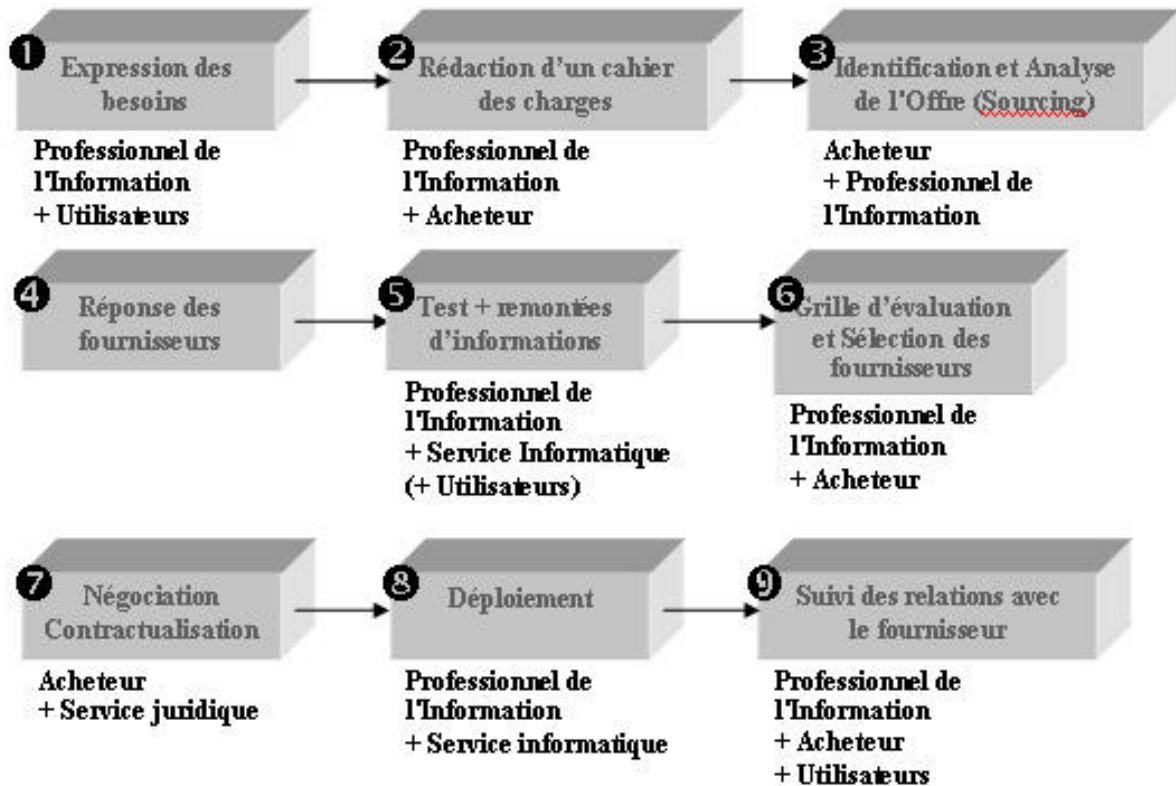 1
Expression des
besoins
Professionnel de
l'Information
+ Utilisateurs
2
Rédaction d'un cahier
des charges
Professionnel de
l'Information
+ Acheteur
3
Identification et Analyse
de l'Offre (Sourcing)
Acheteur
+ Professionnel de
l'Information
4
Réponse des
fournisseurs
5
Test + remontées
d'informations
Professionnel de
l'Information
+ Service Informatique
(+ Utilisateurs)
6
Grille d'évaluation
et Sélection des
fournisseurs
Professionnel de
l'Information
+ Acheteur
7
Négociation
Contractualisation
Acheteur
+ Service juridique
8
Déploiement
Professionnel de
l'Information
+ Service informatique
9
Suivi des relations avec
le fournisseur
Professionnel de
l'Information
+ Acheteur
+ Utilisateurs